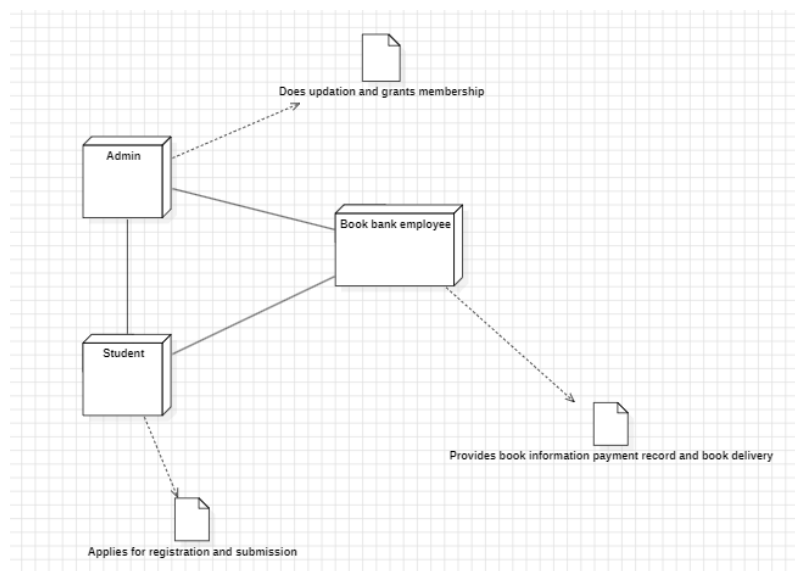 Does updation and grants membership
Admin
Book bank employee
Student
Provides book information payment record and book delivery
Applies for registration and submission